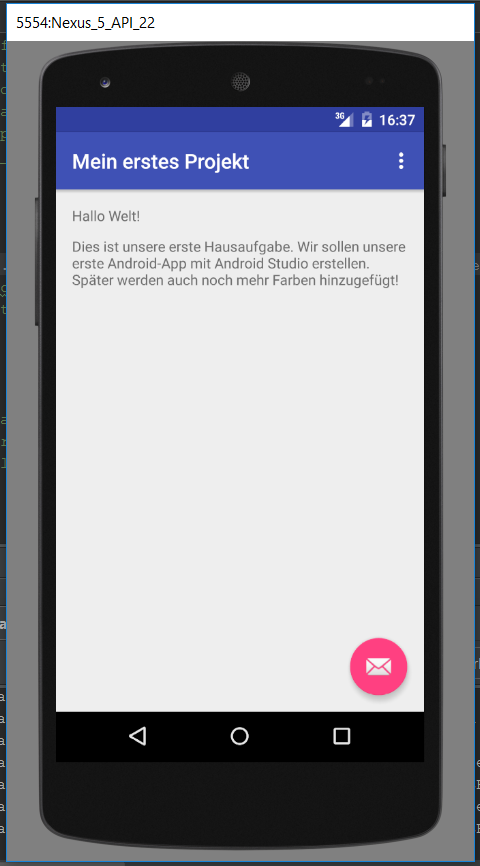 5554:Nexus_5_API_22
3G 16:37
Mein erstes Projekt
Hallo Welt!
Dies ist unsere erste Hausaufgabe. Wir sollen unsere
erste Android-App mit Android Studio erstellen.
Später werden auch noch mehr Farben hinzugefügt!